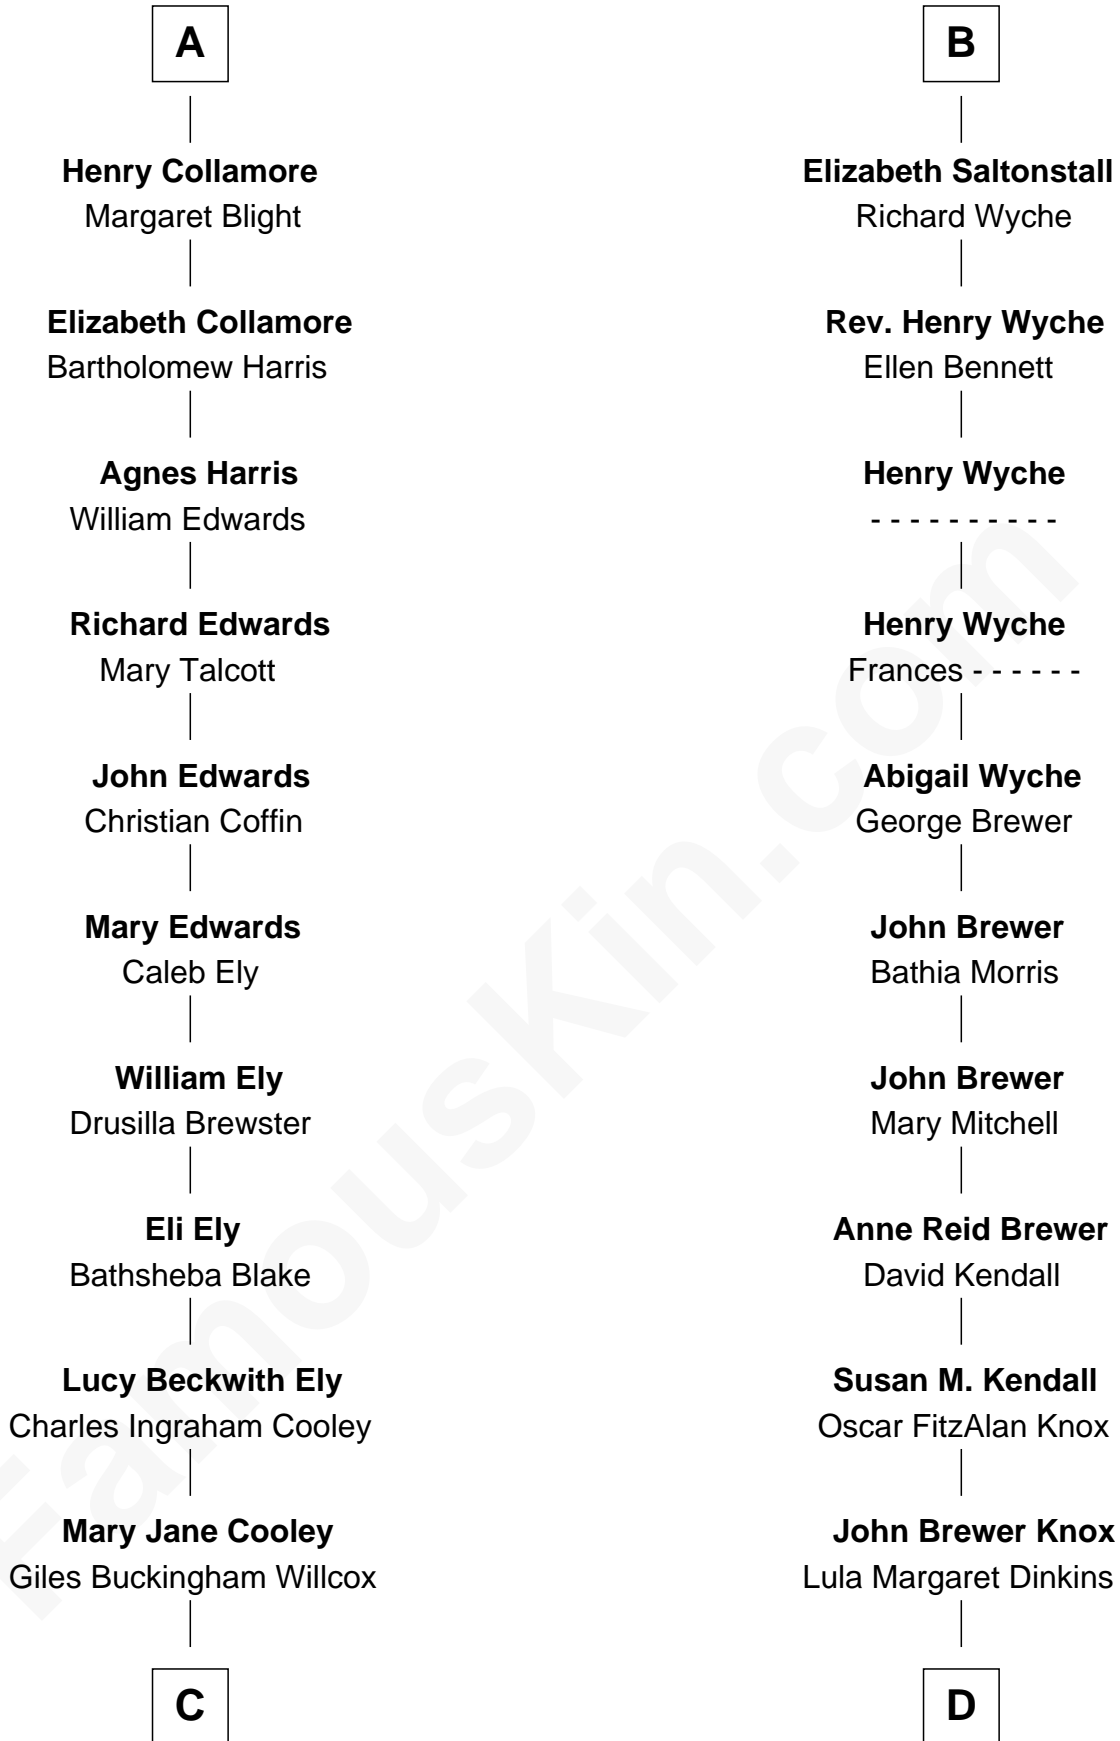 A
Henry Collamore
Margaret Blight
Elizabeth Collamore
Bartholomew Harris
Agnes Harris
William Edwards
Richard Edwards
Mary Talcott
John Edwards
Christian Coffin
Mary Edwards
Caleb Ely
William Ely
Drusilla Brewster
Eli Ely
Bathsheba Blake
Lucy Beckwith Ely
Charles Ingraham Cooley
Mary Jane Cooley
Giles Buckingham Willcox
C
B
Elizabeth Saltonstall
Richard Wyche
Rev. Henry Wyche
Ellen Bennett
Henry Wyche
- - - - - - - - - -
Henry Wyche
Frances - - - - - -
Abigail Wyche
George Brewer
John Brewer
Bathia Morris
John Brewer
Mary Mitchell
Anne Reid Brewer
David Kendall
Susan M. Kendall
Oscar FitzAlan Knox
John Brewer Knox
Lula Margaret Dinkins
D
FamousKin.com